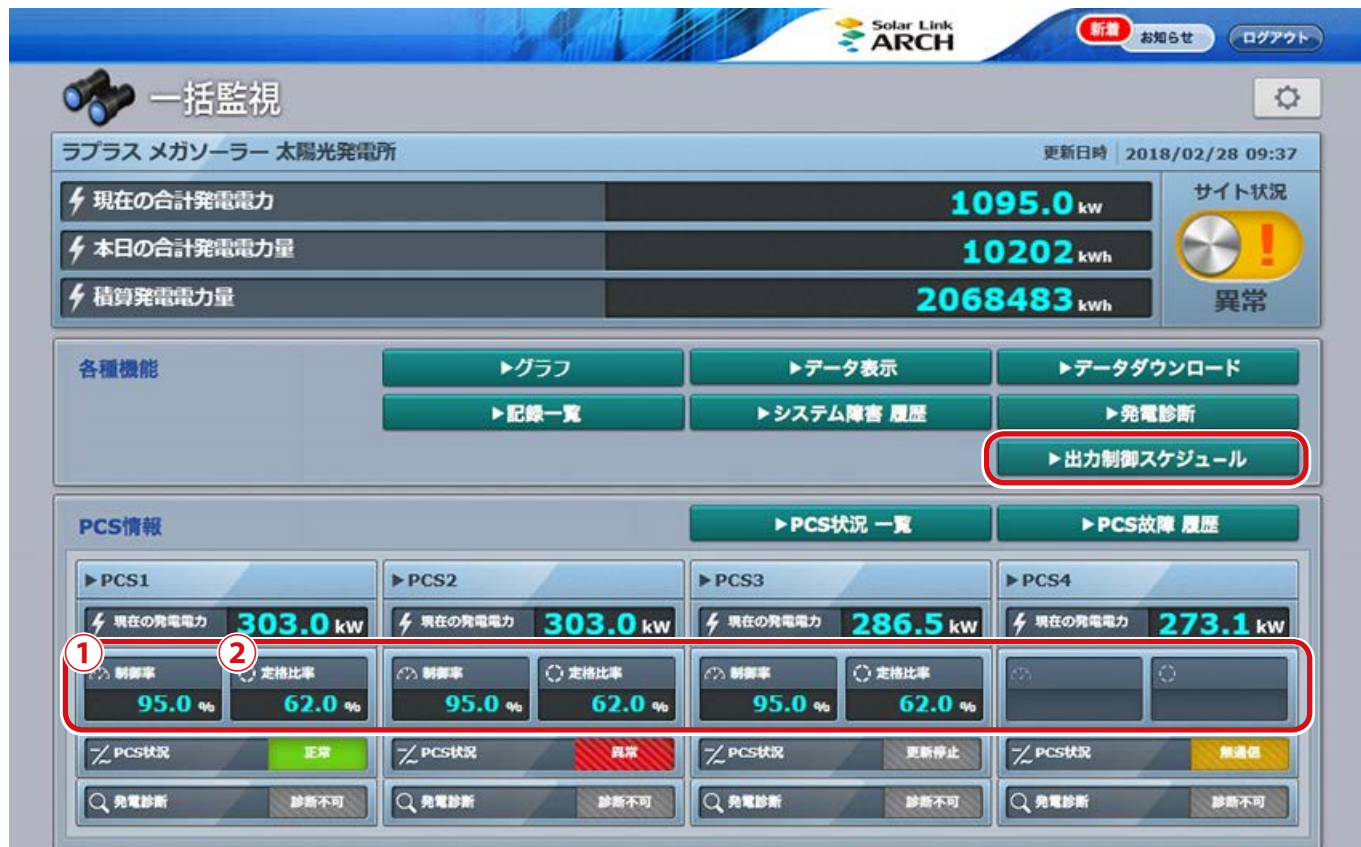 Solar Link
ARCH
新着 お知らせ ログアウト
一括監視
ラプラス メガソーラー 太陽光発電所 更新日時 2018/02/28 09:37
現在の合計発電電力 1095.0 kW サイト状況
本日の合計発電電力量 10202 kWh !
積算発電電力量 2068483 kWh 異常
各種機能 ▶グラフ ▶データ表示 ▶データダウンロード
▶記録一覧 ▶システム障害 履歴 ▶発電診断
▶出力制御スケジュール
PCS情報 ▶PCS状況 一覧 ▶PCS故障 履歴
▶PCS1 ▶PCS2 ▶PCS3 ▶PCS4
現在の発電電力 303.0 kW 現在の発電電力 303.0 kW 現在の発電電力 286.5 kW 現在の発電電力 273.1 kW
① 制御率 ② 定格比率 制御率 定格比率 制御率 定格比率
95.0 % 62.0 % 95.0 % 62.0 % 95.0 % 62.0 %
PCS状況 正常 PCS状況 異常 PCS状況 更新停止 PCS状況 無通信
発電診断 診断不可 発電診断 診断不可 発電診断 診断不可 発電診断 診断不可